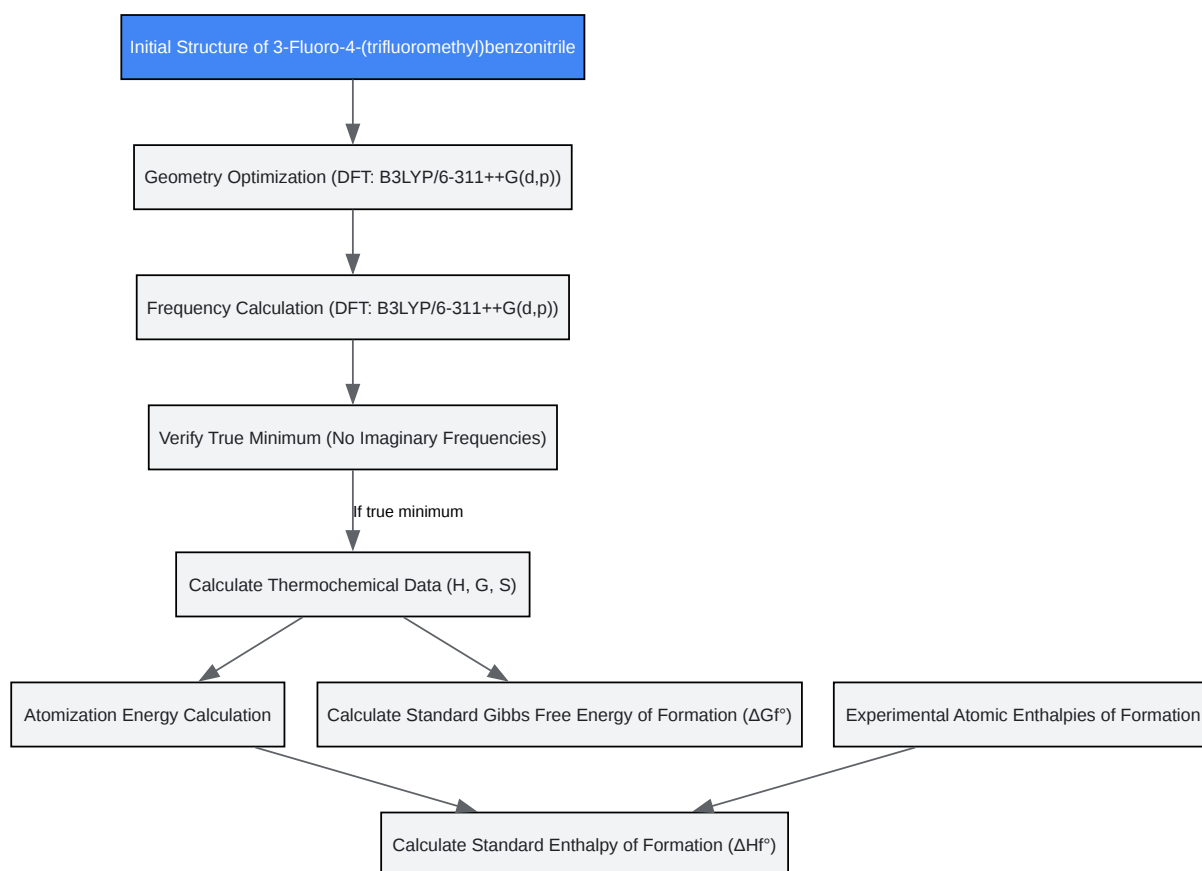 Initial Structure of 3-Fluoro-4-(trifluoromethyl)benzonitrile
Geometry Optimization (DFT: B3LYP/6-311++G(d,p))
Frequency Calculation (DFT: B3LYP/6-311++G(d,p))
Verify True Minimum (No Imaginary Frequencies)
If true minimum
Calculate Thermochemical Data (H, G, S)
Atomization Energy Calculation
Calculate Standard Gibbs Free Energy of Formation (ΔGf°)
Experimental Atomic Enthalpies of Formation
Calculate Standard Enthalpy of Formation (ΔHf°)